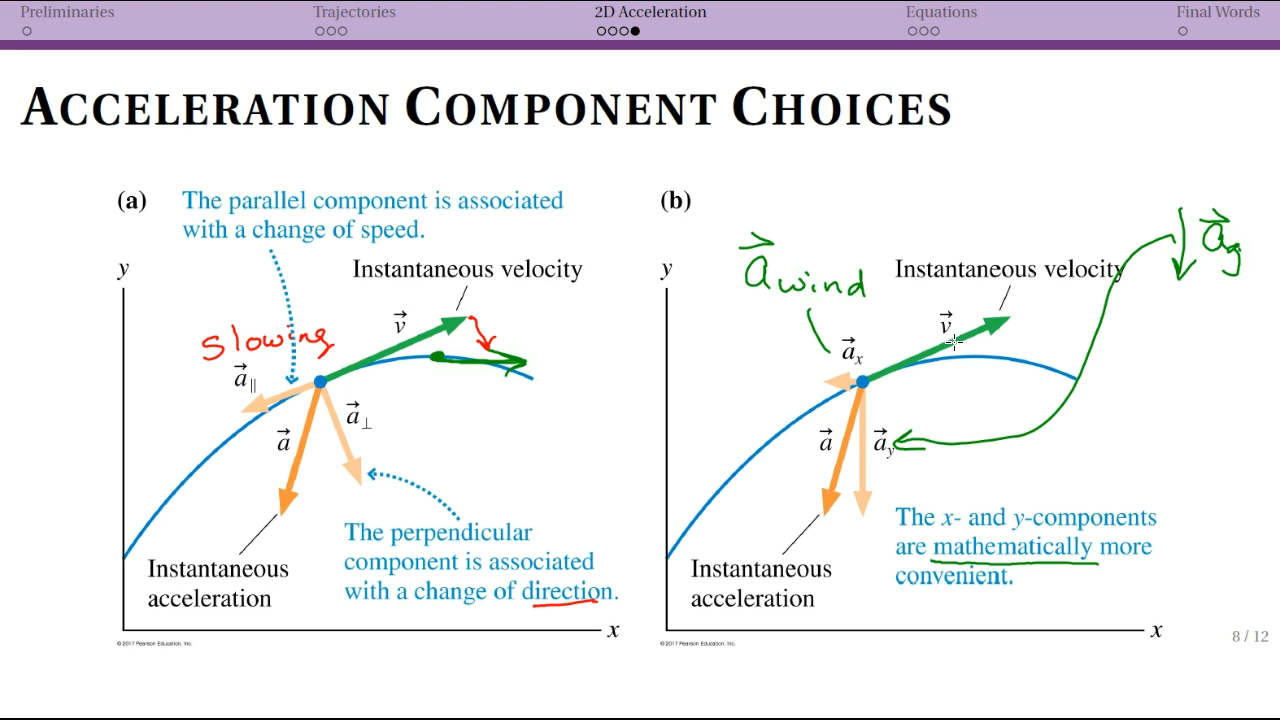 Preliminaries
Trajectories
2D Acceleration
Equations
Final Words
ACCELERATION COMPONENT CHOICES
(a)
The parallel component is associated
with a change of speed.
y
Instantaneous velocity
v
slowing
a∥
a⊥
a
The perpendicular
component is associated
with a change of direction.
Instantaneous
acceleration
x
© 2017 Pearson Education, Inc.
(b)
a wind
a g
y
Instantaneous velocity
v
ax
a
ay
The x- and y-components
are mathematically more
convenient.
Instantaneous
acceleration
x
© 2017 Pearson Education, Inc.
8 / 12